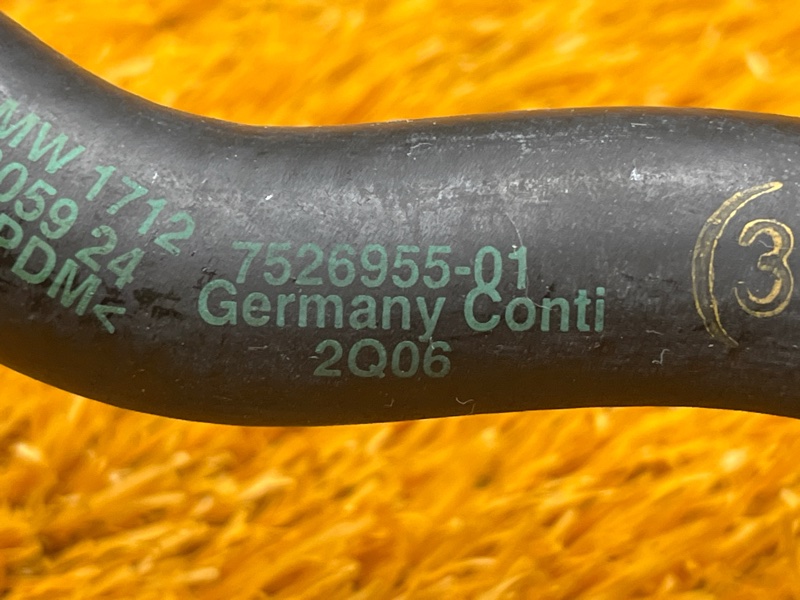 MW 1712
059 24
PDM<
7526955-01
Germany Conti
2Q06
(3